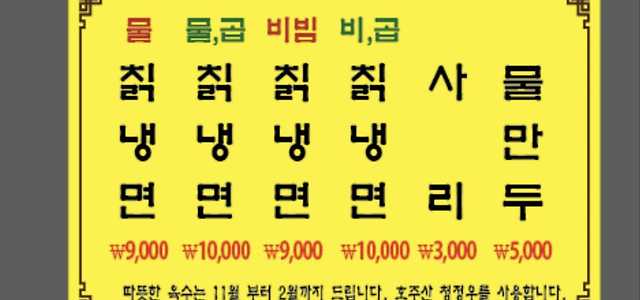 물 물,곱 비빔 비,곱
칡냉면 칡냉면 칡냉면 칡냉면 사리 물만두
₩9,000 ₩10,000 ₩9,000 ₩10,000 ₩3,000 ₩5,000
따뜻한 육수는 11월 부터 2월까지 드립니다. 호주산 청정우를 사용합니다.